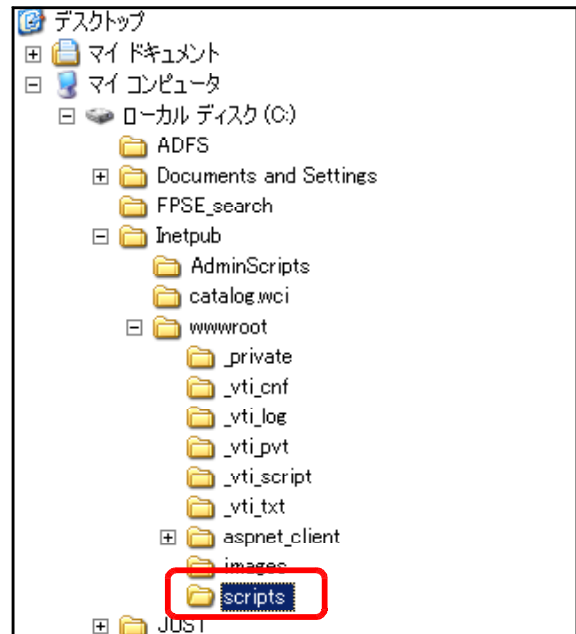 デスクトップ
マイ ドキュメント
マイ コンピュータ
ローカル ディスク (C:)
ADFS
Documents and Settings
FPSE_search
Inetpub
AdminScripts
catalog.wci
wwwroot
_private
_vti_cnf
_vti_log
_vti_pvt
_vti_script
_vti_txt
aspnet_client
images
scripts
JUST